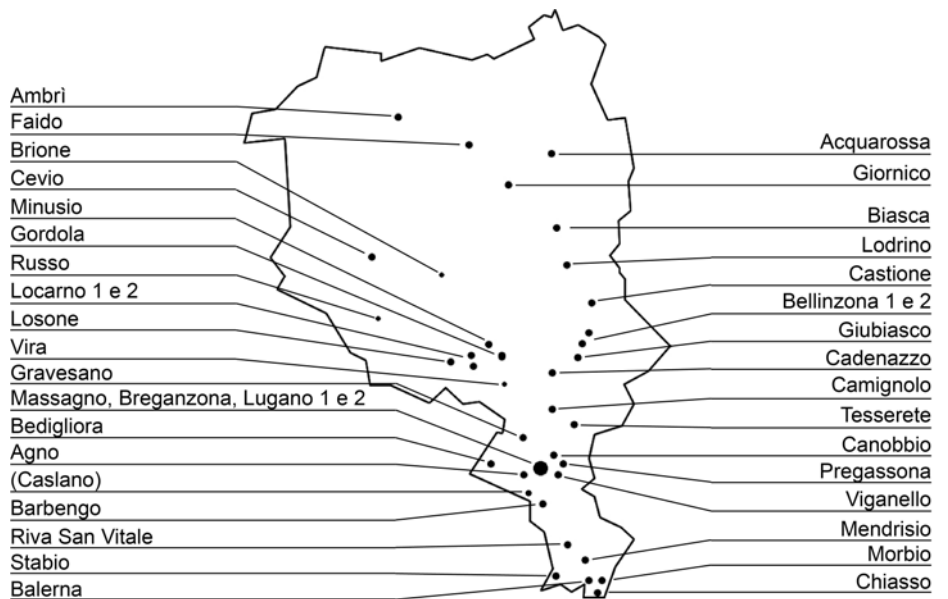 Ambrì
Faido
Brione
Cevio
Minusio
Gordola
Russo
Locarno 1 e 2
Losone
Vira
Gravesano
Massagno, Breganzona, Lugano 1 e 2
Bedigliora
Agno
(Caslano)
Barbengo
Riva San Vitale
Stabio
Balerna
Acquarossa
Giornico
Biasca
Lodrino
Castione
Bellinzona 1 e 2
Giubiasco
Cadenazzo
Camignolo
Tesserete
Canobbio
Pregassona
Viganello
Mendrisio
Morbio
Chiasso